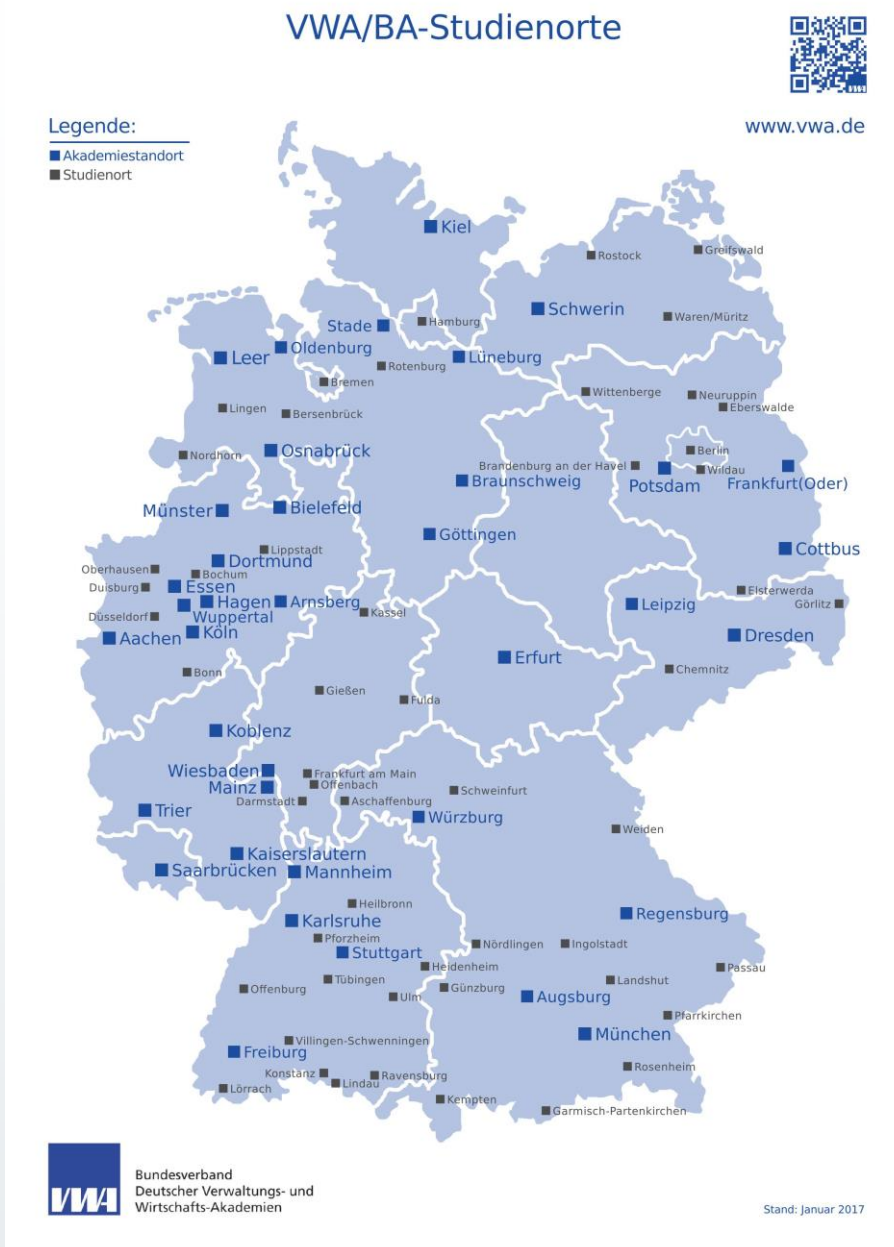 VWA/BA-Studienorte
www.vwa.de
Legende:
Akademiestandort
Studienort
Kiel
Rostock
Greifswald
Schwerin
Waren/Müritz
Stade
Hamburg
Oldenburg
Leer
Lüneburg
Rotenburg
Bremen
Wittenberge
Neuruppin
Eberswalde
Lingen
Bersenbrück
Osnabrück
Nordhorn
Berlin
Brandenburg an der Havel
Wildau
Potsdam
Frankfurt(Oder)
Braunschweig
Münster
Bielefeld
Göttingen
Cottbus
Lippstadt
Dortmund
Oberhausen
Bochum
Duisburg
Essen
Hagen
Arnsberg
Wuppertal
Düsseldorf
Kassel
Leipzig
Elsterwerda
Görlitz
Aachen
Köln
Dresden
Erfurt
Chemnitz
Bonn
Gießen
Fulda
Koblenz
Wiesbaden
Frankfurt am Main
Mainz
Offenbach
Darmstadt
Aschaffenburg
Schweinfurt
Trier
Würzburg
Weiden
Kaiserslautern
Saarbrücken
Mannheim
Heilbronn
Karlsruhe
Regensburg
Pforzheim
Stuttgart
Nördlingen
Ingolstadt
Heidenheim
Passau
Tübingen
Offenburg
Ulm
Günzburg
Landshut
Augsburg
Pfarrkirchen
München
Villingen-Schwenningen
Freiburg
Rosenheim
Konstanz
Ravensburg
Lindau
Lörrach
Kempten
Garmisch-Partenkirchen
VWA
Bundesverband
Deutscher Verwaltungs- und
Wirtschafts-Akademien
Stand: Januar 2017